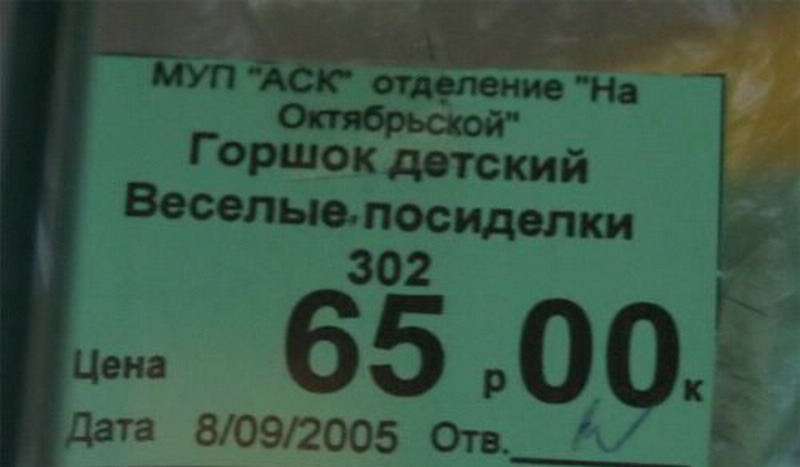 МУП "АСК" отделение "На
Октябрьской"
Горшок детский
Веселые посиделки
302
Цена 65 р 00 к
Дата 8/09/2005 Отв.